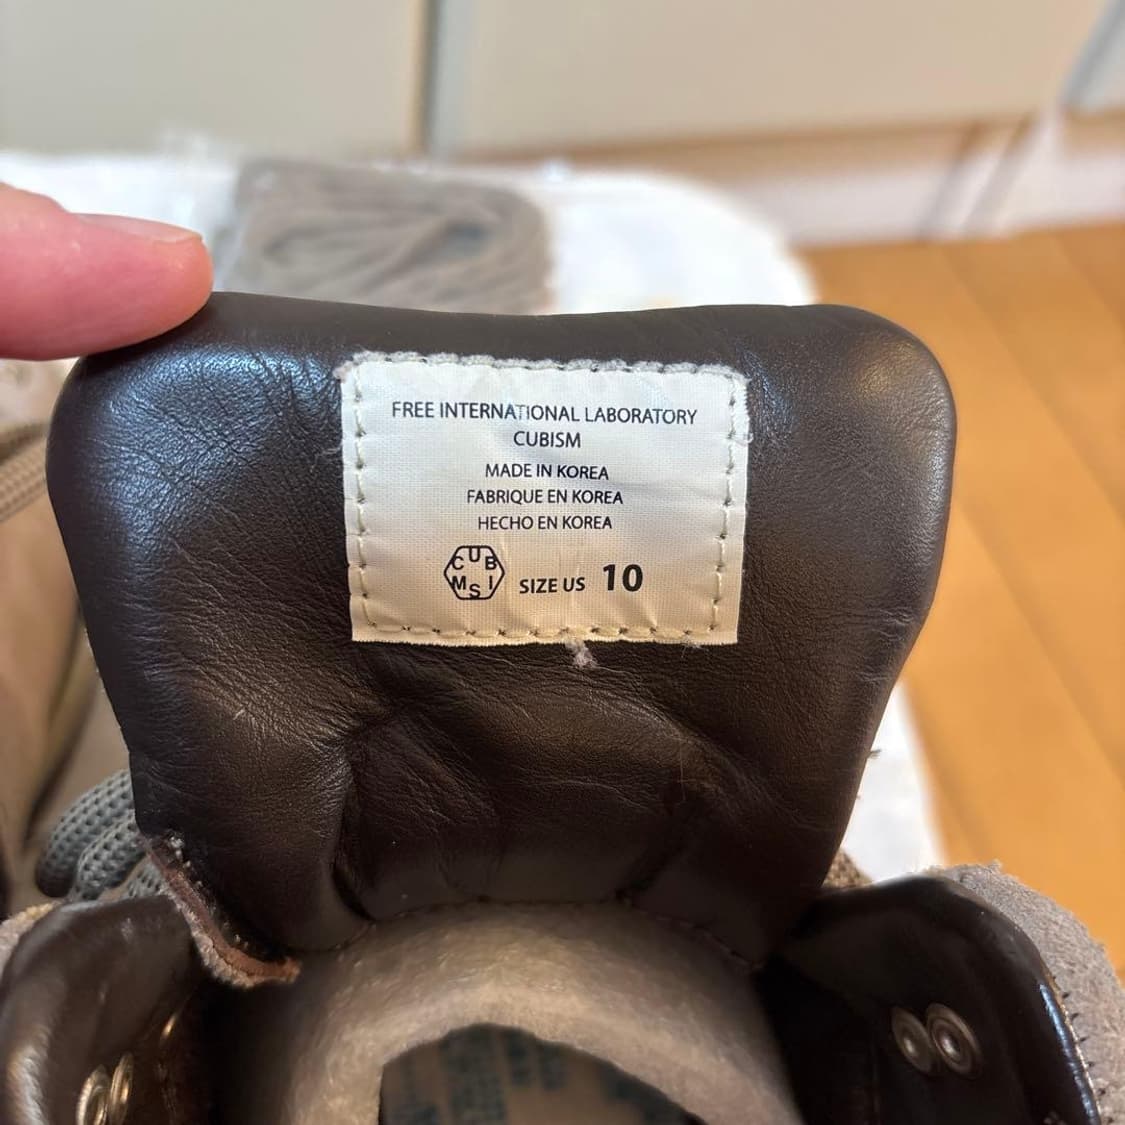 FREE INTERNATIONAL LABORATORY
CUBISM
MADE IN KOREA
FABRIQUE EN KOREA
HECHO EN KOREA
CUBISM
SIZE US 10